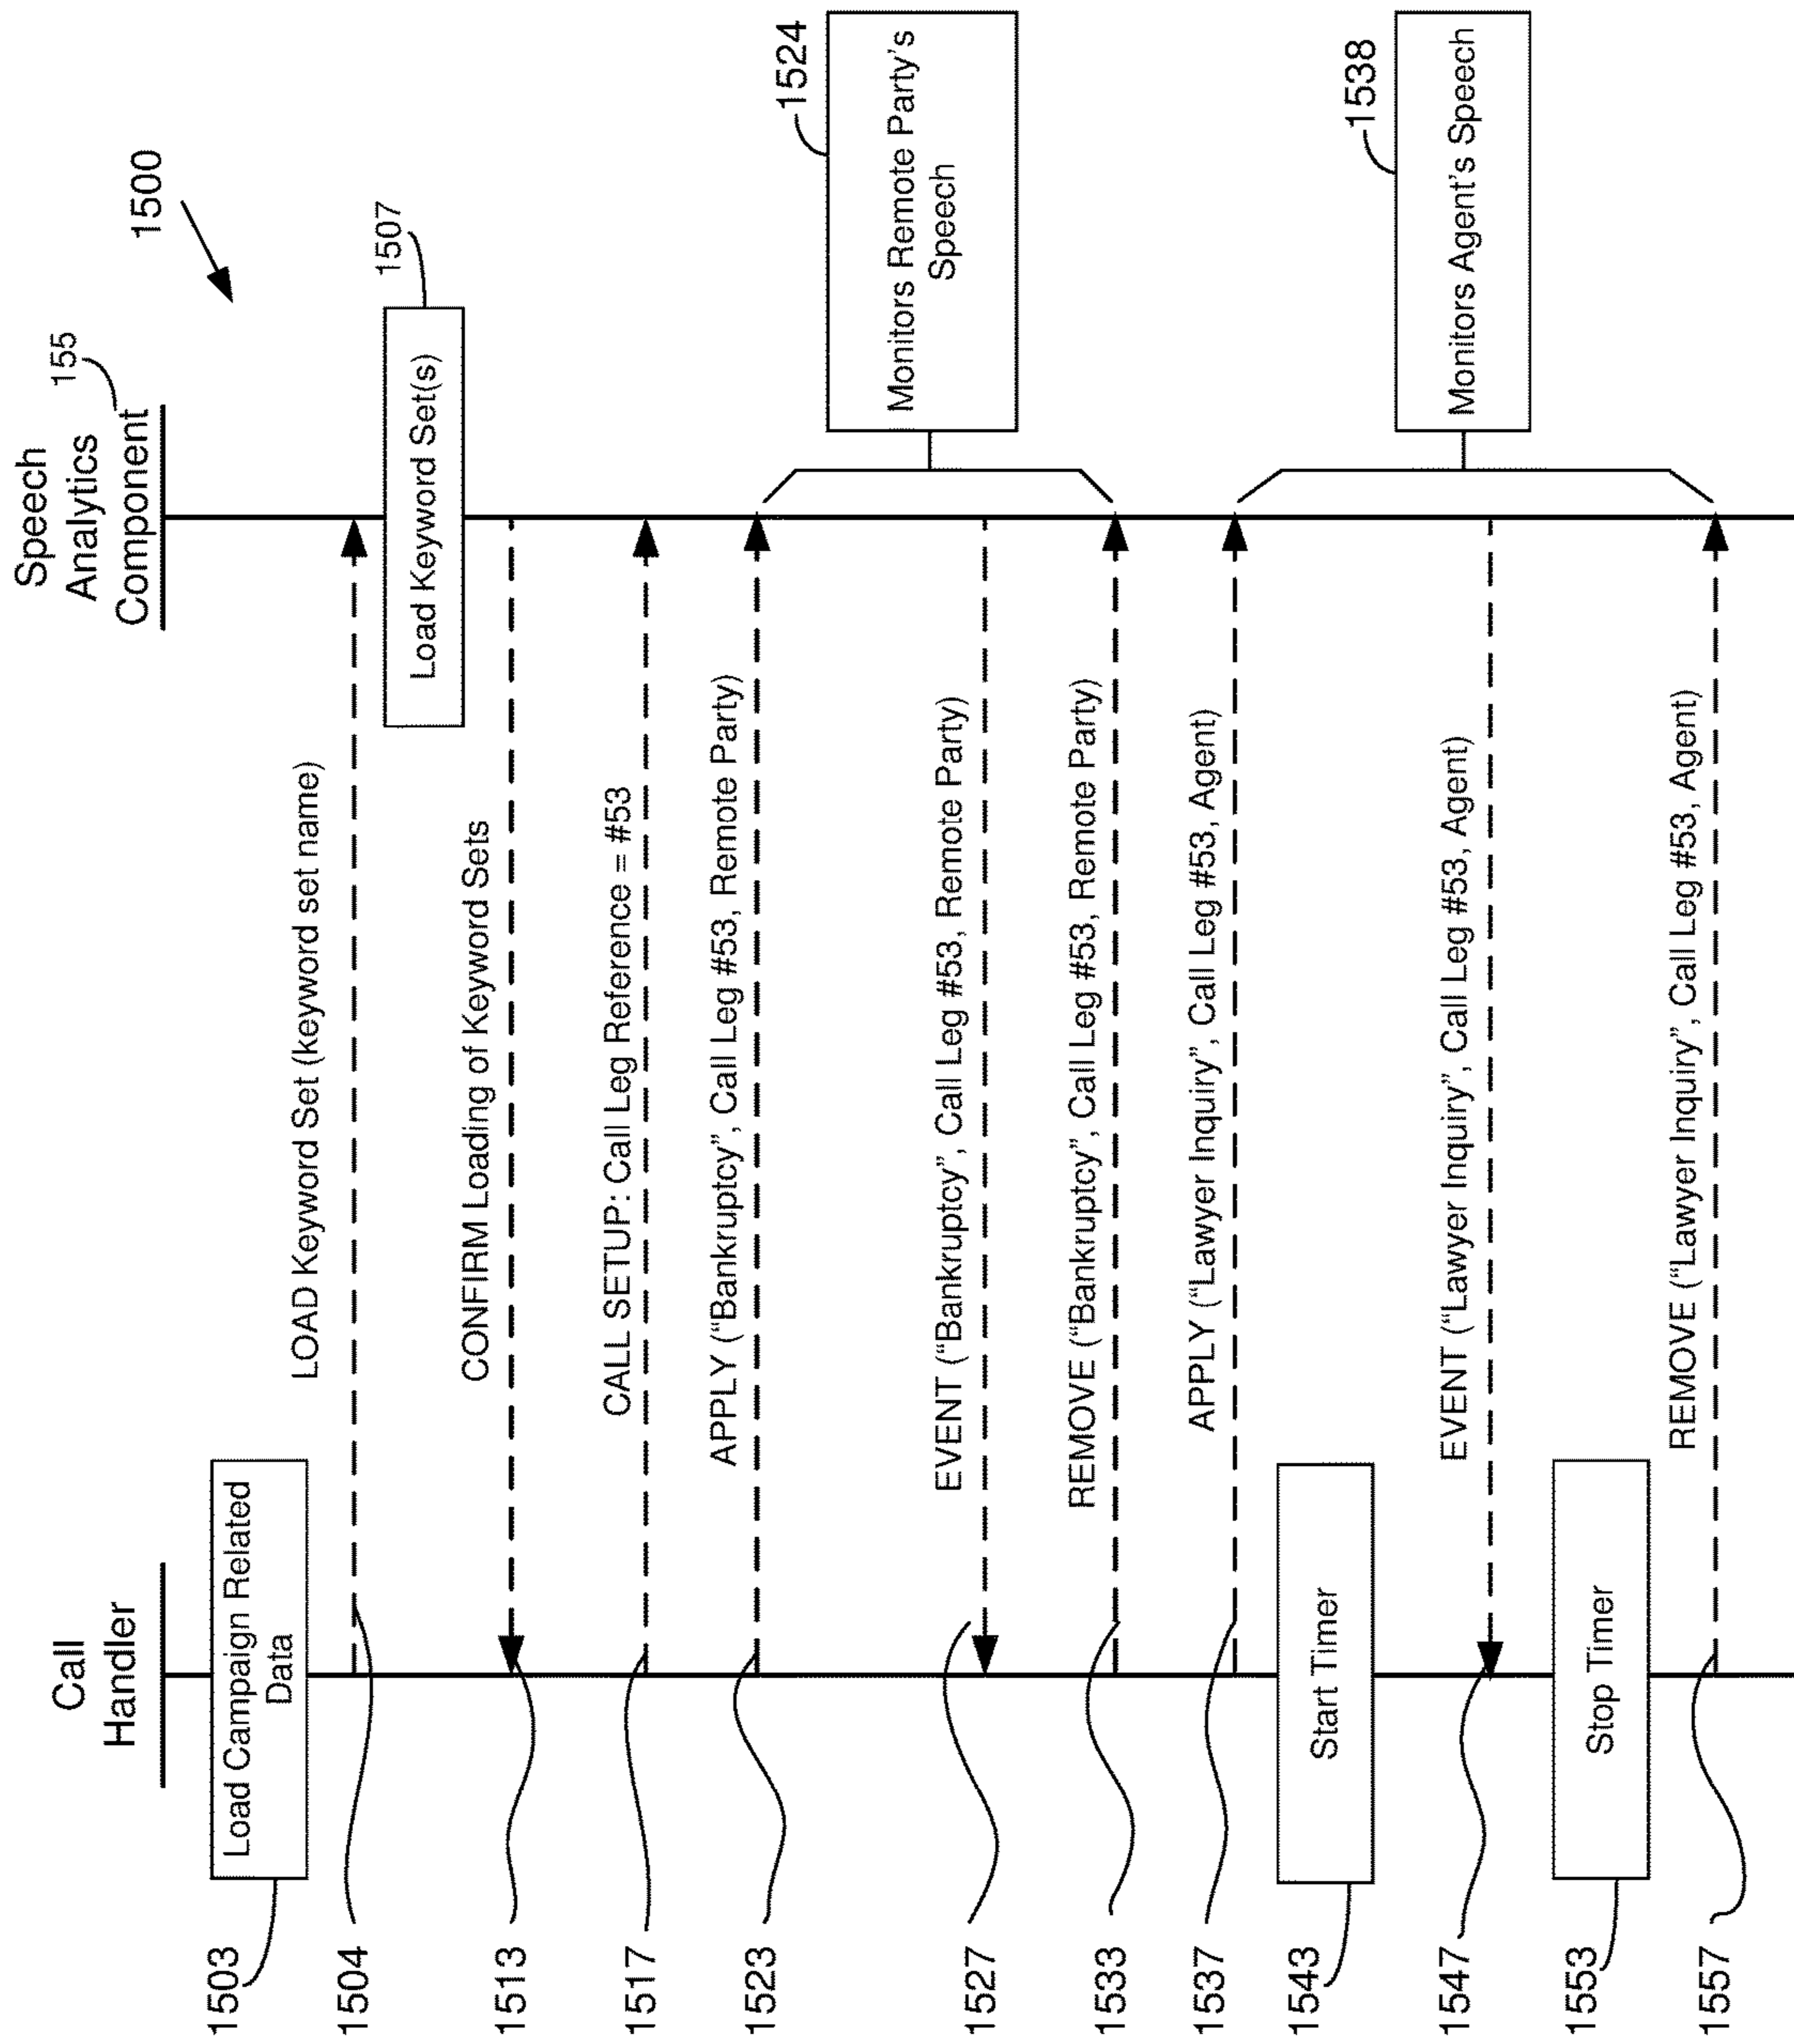 Call
Handler
Speech
Analytics
Component
155
1500
1503
Load Campaign Related
Data
1504
LOAD Keyword Set (keyword set name)
1507
Load Keyword Set(s)
1513
CONFIRM Loading of Keyword Sets
1517
CALL SETUP: Call Leg Reference = #53
1523
APPLY (“Bankruptcy”, Call Leg #53, Remote Party)
1524
Monitors Remote Party's
Speech
1527
EVENT (“Bankruptcy”, Call Leg #53, Remote Party)
1533
REMOVE (“Bankruptcy”, Call Leg #53, Remote Party)
1537
APPLY (“Lawyer Inquiry”, Call Leg #53, Agent)
1538
Monitors Agent's Speech
1543
Start Timer
1547
EVENT (“Lawyer Inquiry”, Call Leg #53, Agent)
1553
Stop Timer
1557
REMOVE (“Lawyer Inquiry”, Call Leg #53, Agent)